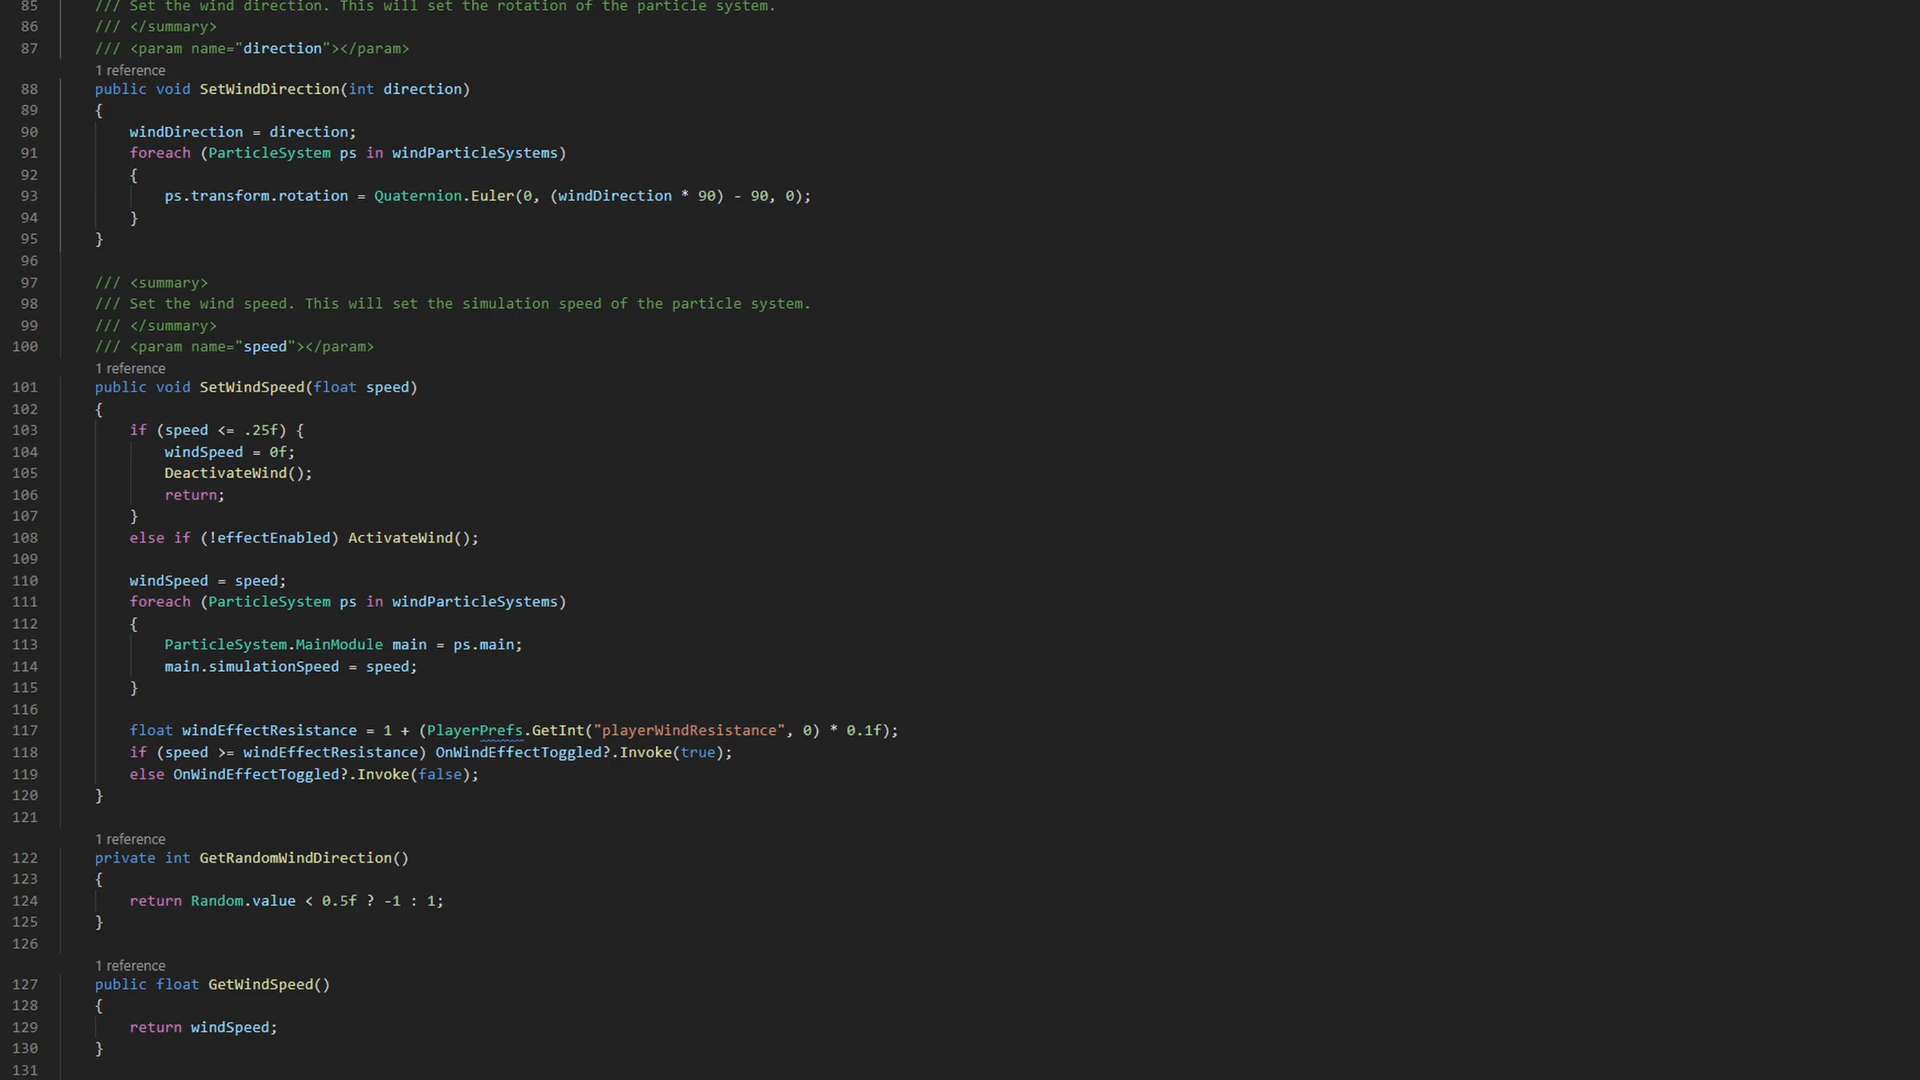 85 /// Set the wind direction. This will set the rotation of the particle system.
86 /// </summary>
87 /// <param name="direction"></param>
1 reference
88 public void SetWindDirection(int direction)
89 {
90 windDirection = direction;
91 foreach (ParticleSystem ps in windParticleSystems)
92 {
93 ps.transform.rotation = Quaternion.Euler(0, (windDirection * 90) - 90, 0);
94 }
95 }
96
97 /// <summary>
98 /// Set the wind speed. This will set the simulation speed of the particle system.
99 /// </summary>
100 /// <param name="speed"></param>
1 reference
101 public void SetWindSpeed(float speed)
102 {
103 if (speed <= .25f) {
104 windSpeed = 0f;
105 DeactivateWind();
106 return;
107 }
108 else if (!effectEnabled) ActivateWind();
109
110 windSpeed = speed;
111 foreach (ParticleSystem ps in windParticleSystems)
112 {
113 ParticleSystem.MainModule main = ps.main;
114 main.simulationSpeed = speed;
115 }
116
117 float windEffectResistance = 1 + (PlayerPrefs.GetInt("playerWindResistance", 0) * 0.1f);
118 if (speed >= windEffectResistance) OnWindEffectToggled?.Invoke(true);
119 else OnWindEffectToggled?.Invoke(false);
120 }
121
1 reference
122 private int GetRandomWindDirection()
123 {
124 return Random.value < 0.5f ? -1 : 1;
125 }
126
1 reference
127 public float GetWindSpeed()
128 {
129 return windSpeed;
130 }
131